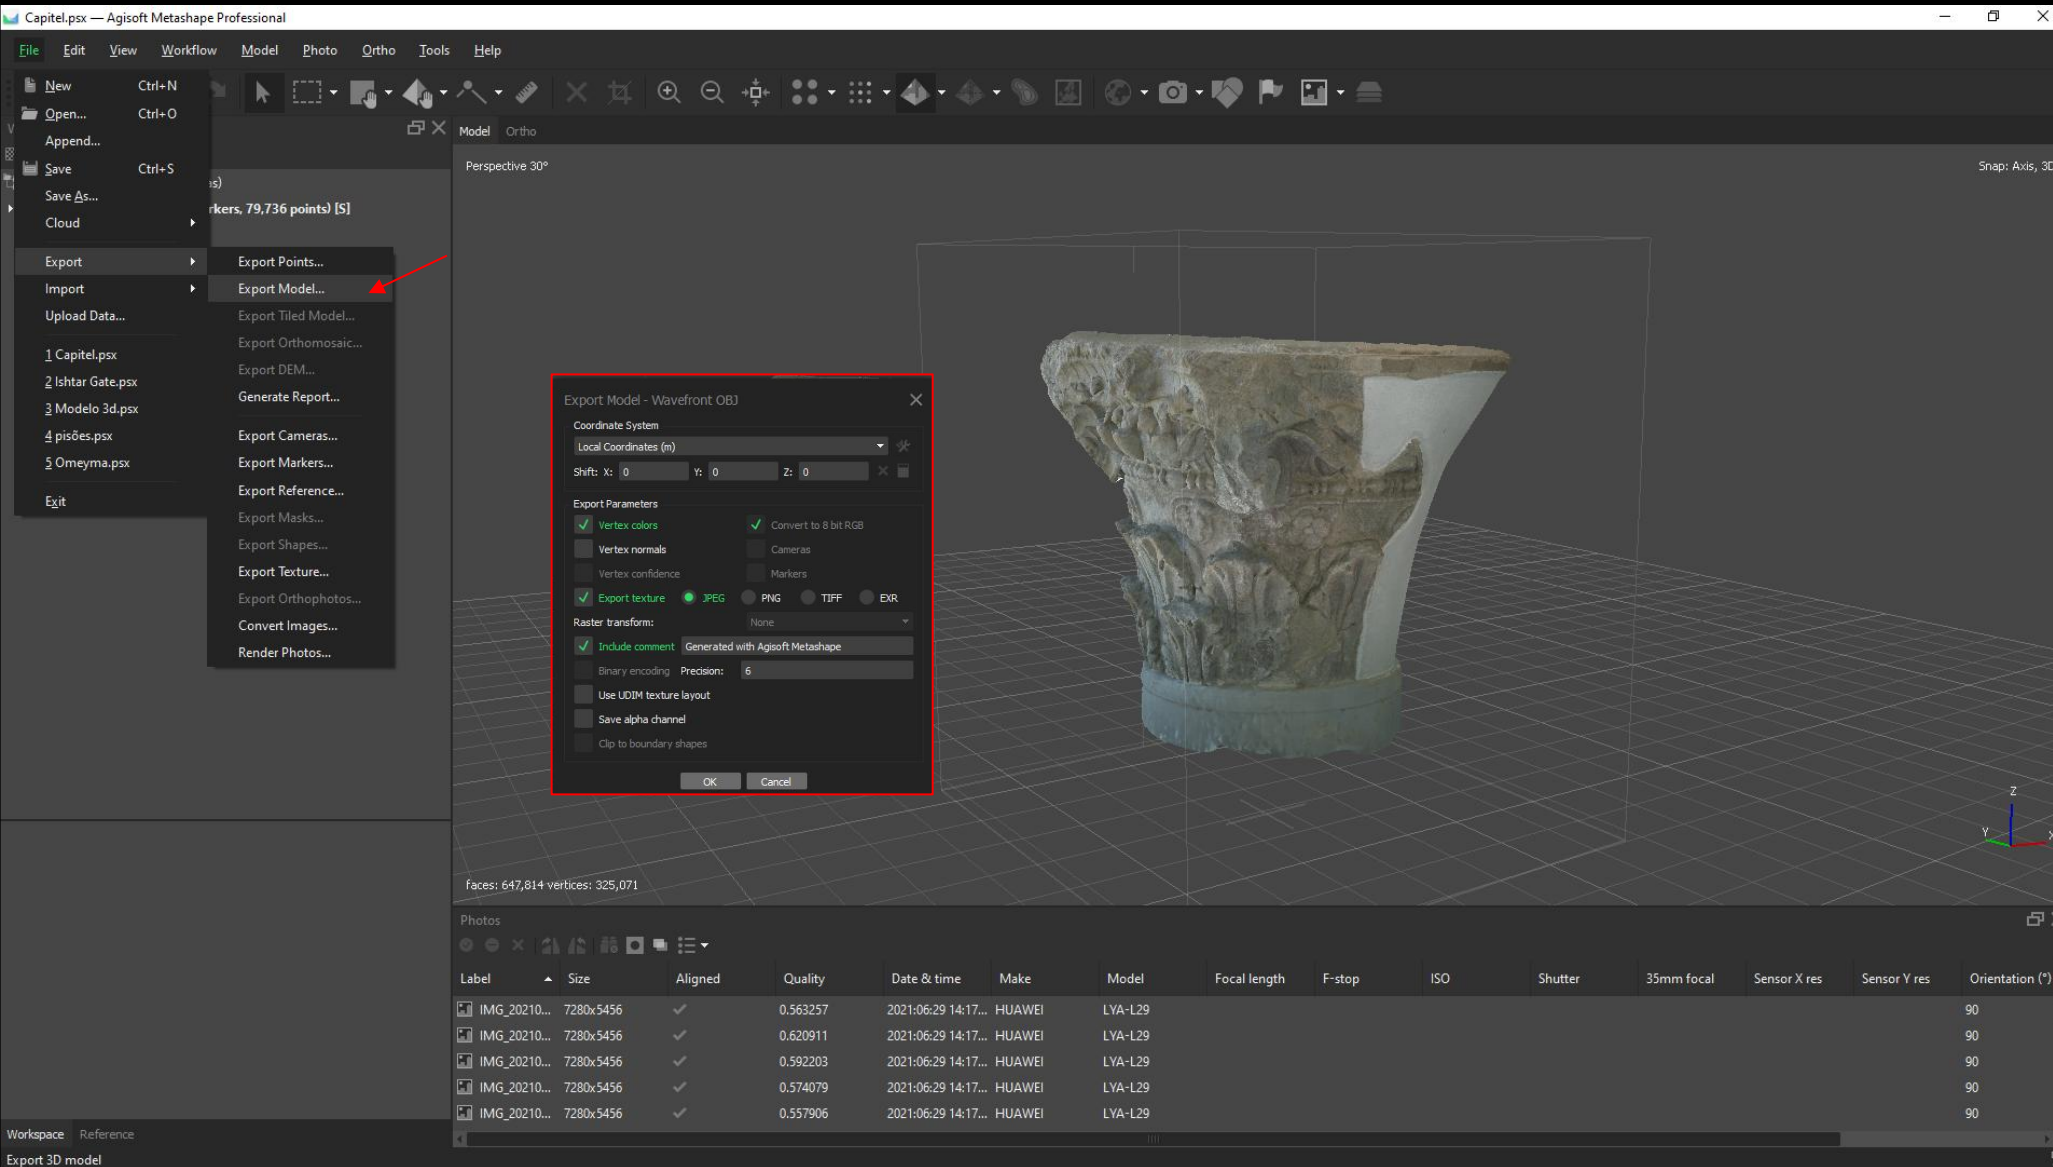 Capitel.psx — Agisoft Metashape Professional
File Edit View Workflow Model Photo Ortho Tools Help
New Ctrl+N
Open... Ctrl+O
Append...
Save Ctrl+S
Save As...
Cloud
Export
Import
Upload Data...
1 Capitel.psx
2 Ishtar Gate.psx
3 Modelo 3d.psx
4 pisões.psx
5 Omeyma.psx
Exit
rkers, 79,736 points) [S]
Export Points...
Export Model...
Export Tiled Model...
Export Orthomosaic...
Export DEM...
Generate Report...
Export Cameras...
Export Markers...
Export Reference...
Export Masks...
Export Shapes...
Export Texture...
Export Orthophotos...
Convert Images...
Render Photos...
Model Ortho
Perspective 30°
Snap: Axis, 3D
Export Model - Wavefront OBJ
Coordinate System
Local Coordinates (m)
Shift: X: 0 Y: 0 Z: 0
Export Parameters
Vertex colors Convert to 8 bit RGB
Vertex normals Cameras
Vertex confidence Markers
Export texture JPEG PNG TIFF EXR
Raster transform: None
Include comment Generated with Agisoft Metashape
Binary encoding Precision: 6
Use UDIM texture layout
Save alpha channel
Clip to boundary shapes
OK Cancel
Z
Y X
faces: 647,814 vertices: 325,071
Photos
Label Size Aligned Quality Date & time Make Model Focal length F-stop ISO Shutter 35mm focal Sensor X res Sensor Y res Orientation (°)
IMG_20210... 7280x5456 0.563257 2021:06:29 14:17... HUAWEI LYA-L29 90
IMG_20210... 7280x5456 0.620911 2021:06:29 14:17... HUAWEI LYA-L29 90
IMG_20210... 7280x5456 0.592203 2021:06:29 14:17... HUAWEI LYA-L29 90
IMG_20210... 7280x5456 0.574079 2021:06:29 14:17... HUAWEI LYA-L29 90
IMG_20210... 7280x5456 0.557906 2021:06:29 14:17... HUAWEI LYA-L29 90
Workspace Reference
Export 3D model